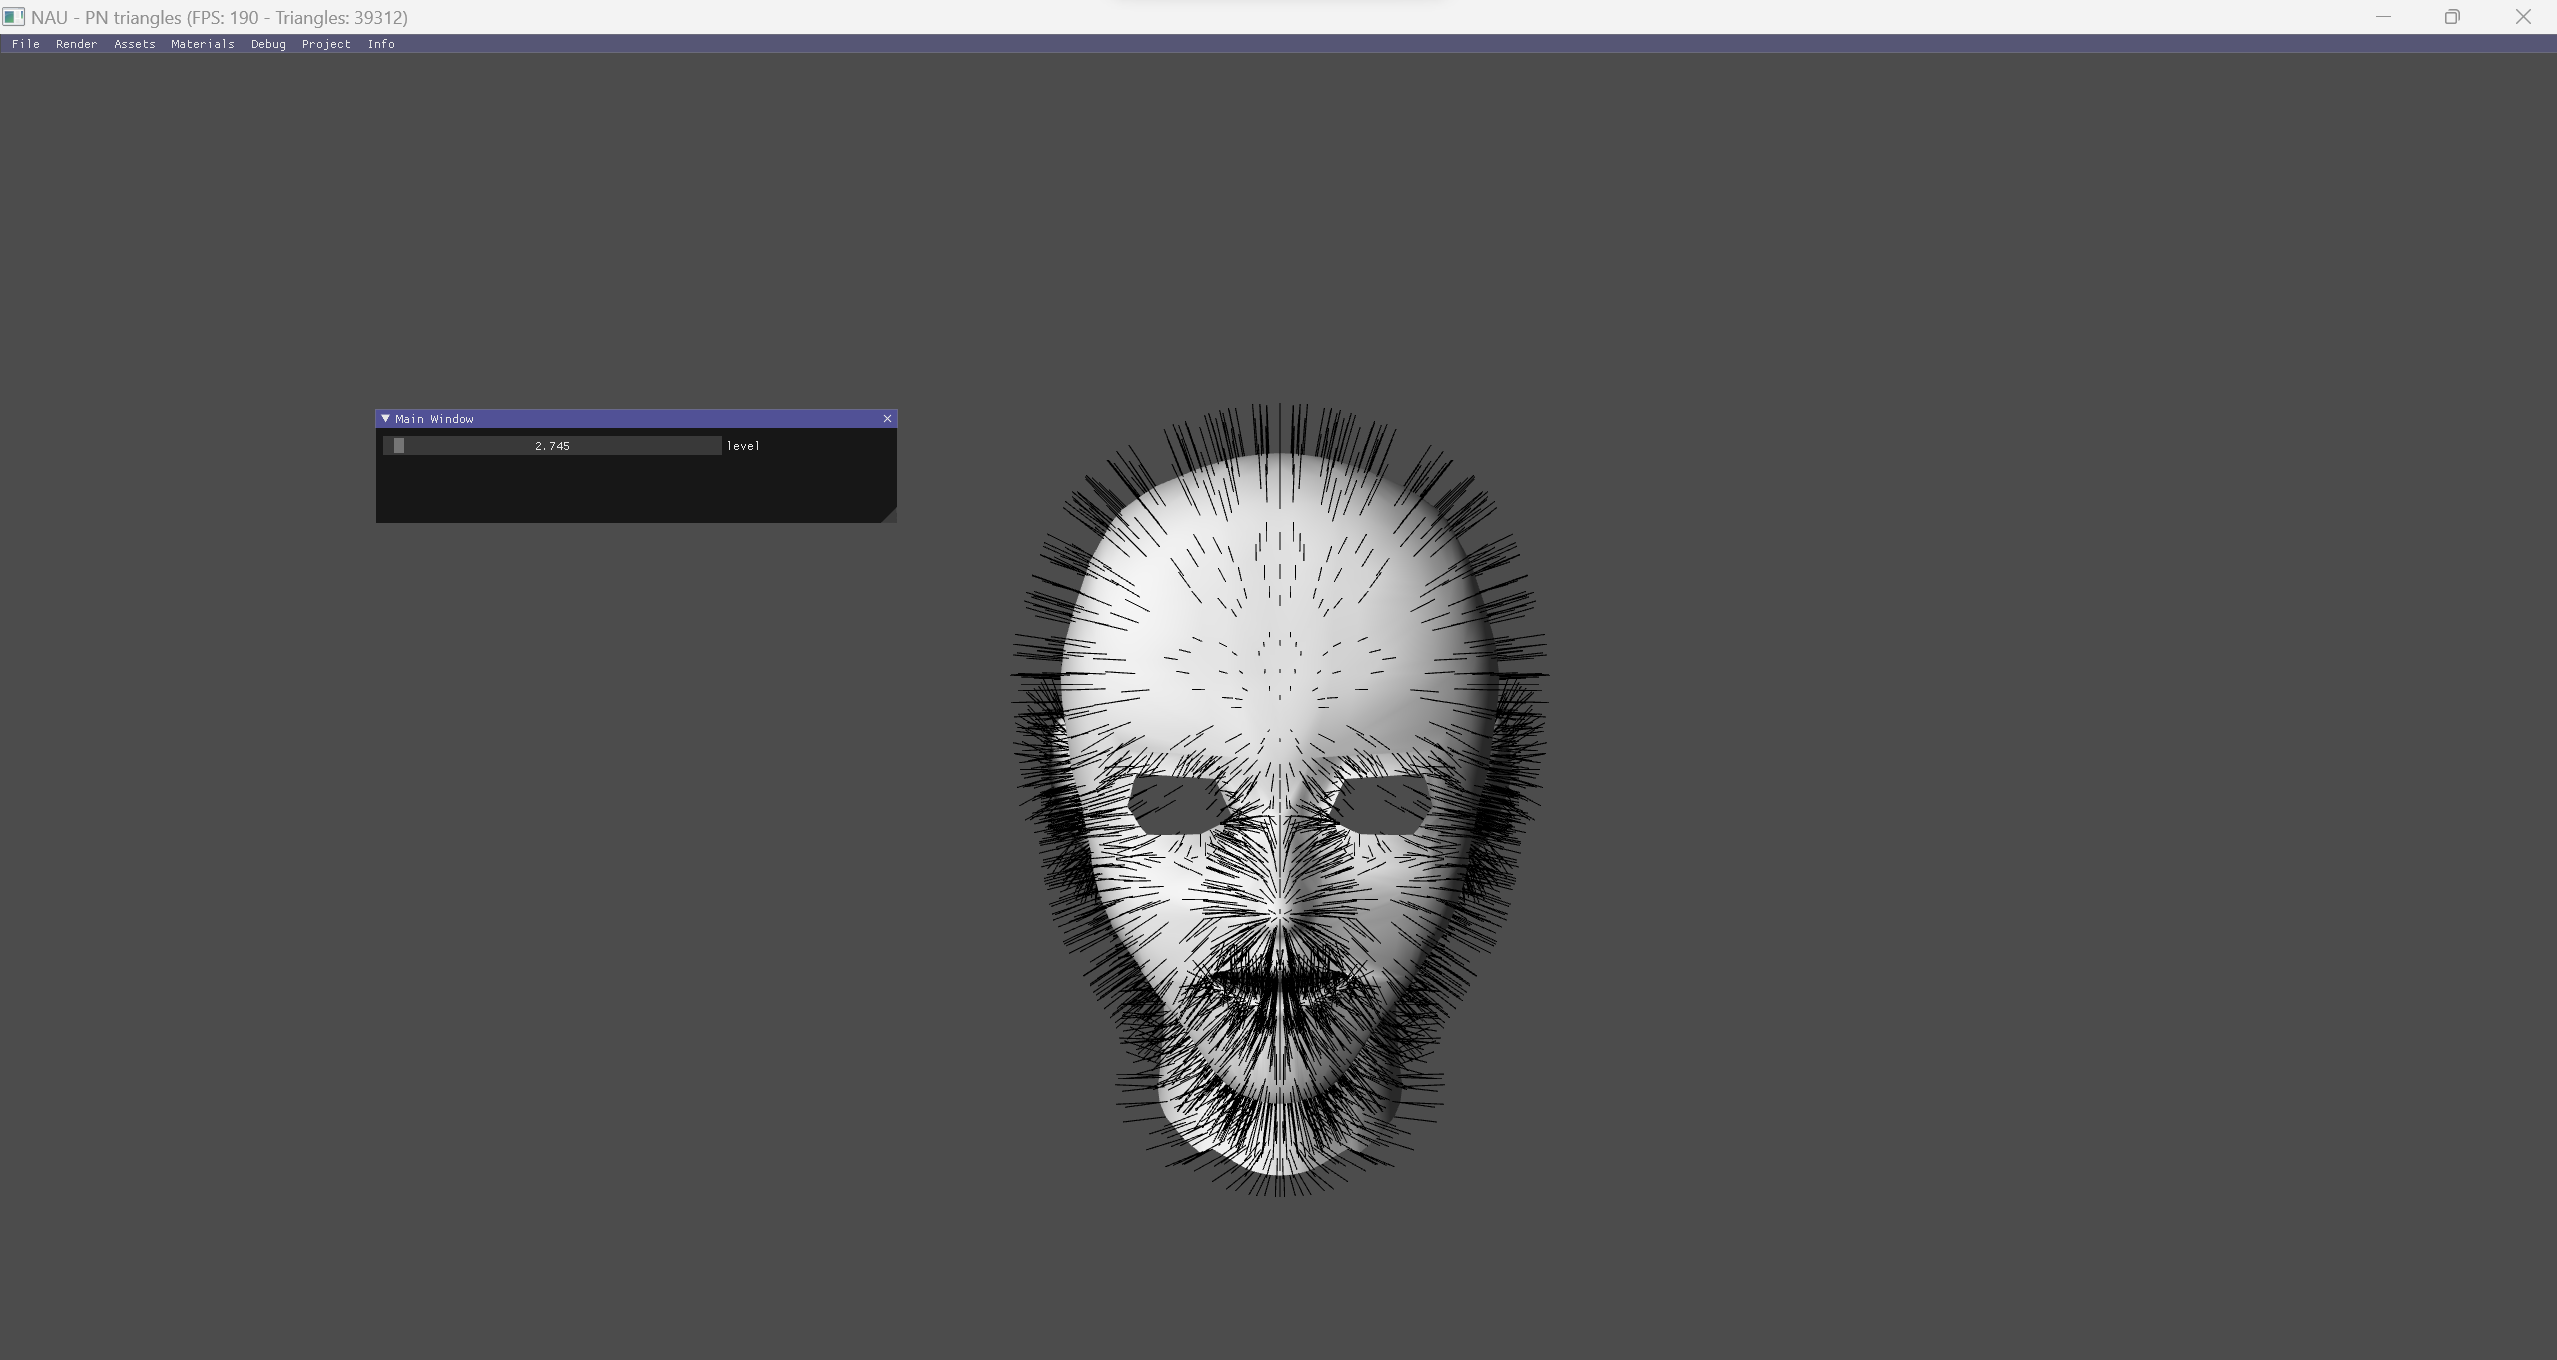 NAU - PN triangles (FPS: 190 - Triangles: 39312)
File Render Assets Materials Debug Project Info
Main Window
2.745 level